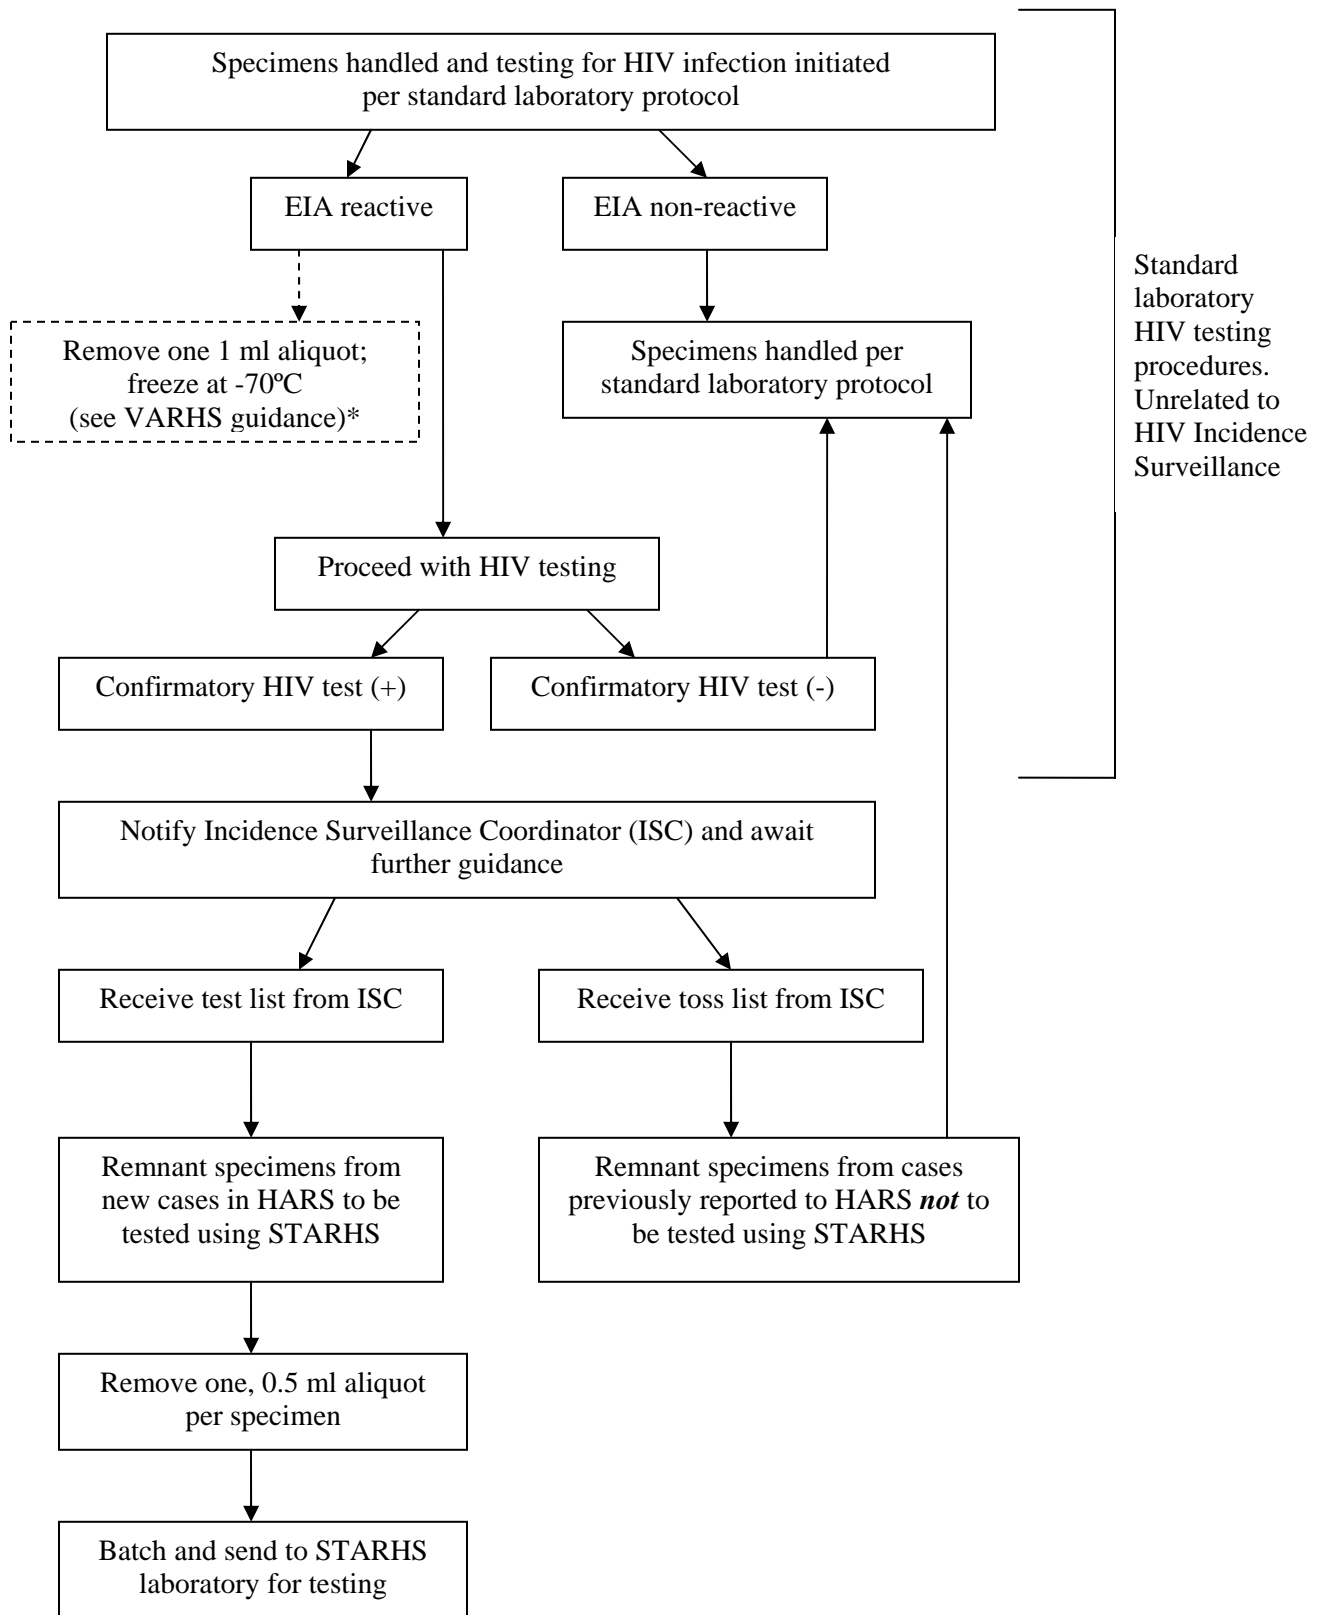 Specimens handled and testing for HIV infection initiated
per standard laboratory protocol
EIA reactive
EIA non-reactive
Standard
laboratory
HIV testing
procedures.
Unrelated to
HIV Incidence
Surveillance
Remove one 1 ml aliquot;
freeze at -70ºC
(see VARHS guidance)*
Specimens handled per
standard laboratory protocol
Proceed with HIV testing
Confirmatory HIV test (+)
Confirmatory HIV test (-)
Notify Incidence Surveillance Coordinator (ISC) and await
further guidance
Receive test list from ISC
Receive toss list from ISC
Remnant specimens from
new cases in HARS to be
tested using STARHS
Remnant specimens from cases
previously reported to HARS not to
be tested using STARHS
Remove one, 0.5 ml aliquot
per specimen
Batch and send to STARHS
laboratory for testing